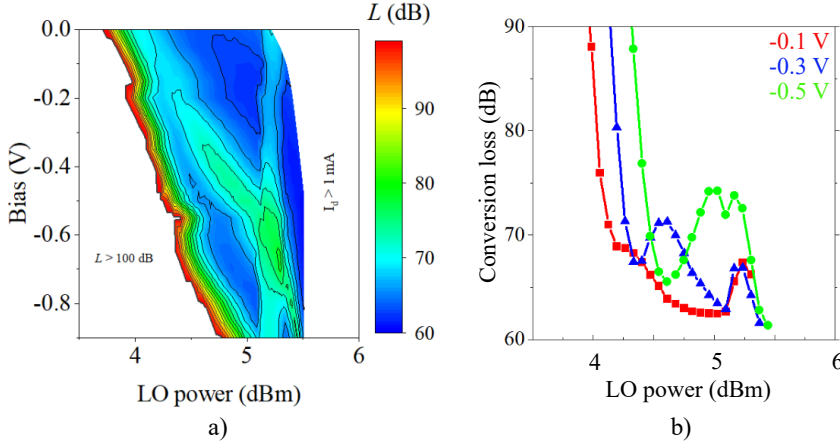 L (dB)
0.0
-0.2
-0.4
-0.6
-0.8
Bias (V)
L > 100 dB
I_d > 1 mA
3
4
5
6
LO power (dBm)
90
80
70
60
a)
90
80
70
60
Conversion loss (dB)
-0.1 V
-0.3 V
-0.5 V
4
5
6
LO power (dBm)
b)